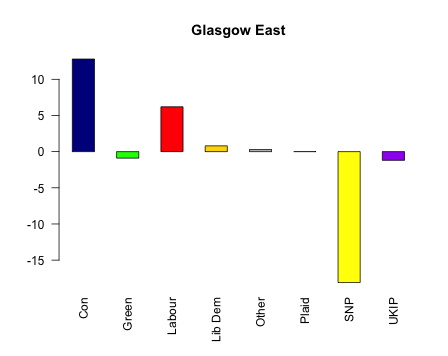 Glasgow East
10
5
0
-5
-10
-15
Con
Green
Labour
Lib Dem
Other
Plaid
SNP
UKIP